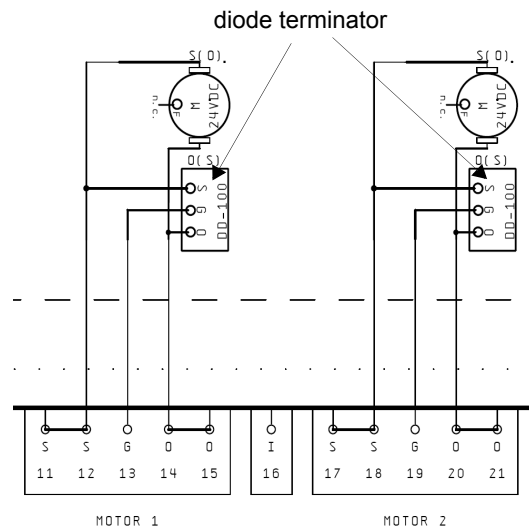 diode terminator
S(O). S(O).
n.c. F M 24VDC n.c. F M 24VDC
O(S) O(S)
S G O DD-100 S G O DD-100
S S G O O I S S G O O
11 12 13 14 15 16 17 18 19 20 21
MOTOR 1 MOTOR 2